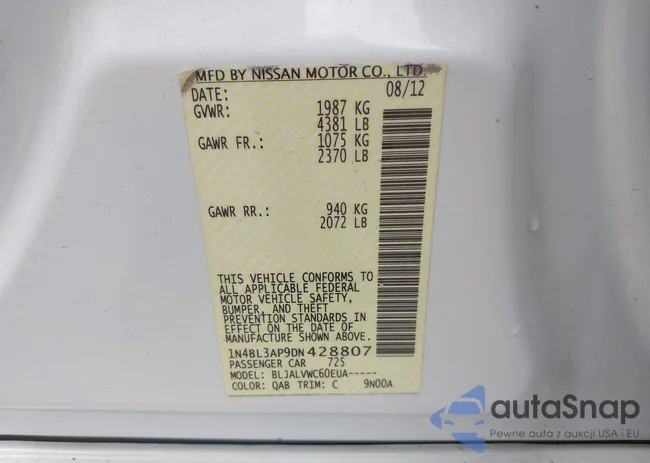 MFD BY NISSAN MOTOR CO., LTD.
DATE: 08/12
GVWR: 1987 KG
4381 LB
GAWR FR.: 1075 KG
2370 LB
GAWR RR.: 940 KG
2072 LB
THIS VEHICLE CONFORMS TO
ALL APPLICABLE FEDERAL
MOTOR VEHICLE SAFETY,
BUMPER, AND THEFT
PREVENTION STANDARDS IN
EFFECT ON THE DATE OF
MANUFACTURE SHOWN ABOVE.
1N4BL3AP9DN428807
PASSENGER CAR 725
MODEL: BLJALVWC60EUA-----
COLOR: QAB TRIM: C 9N00A
autaSnap
Pewne auta z aukcji USA i EU